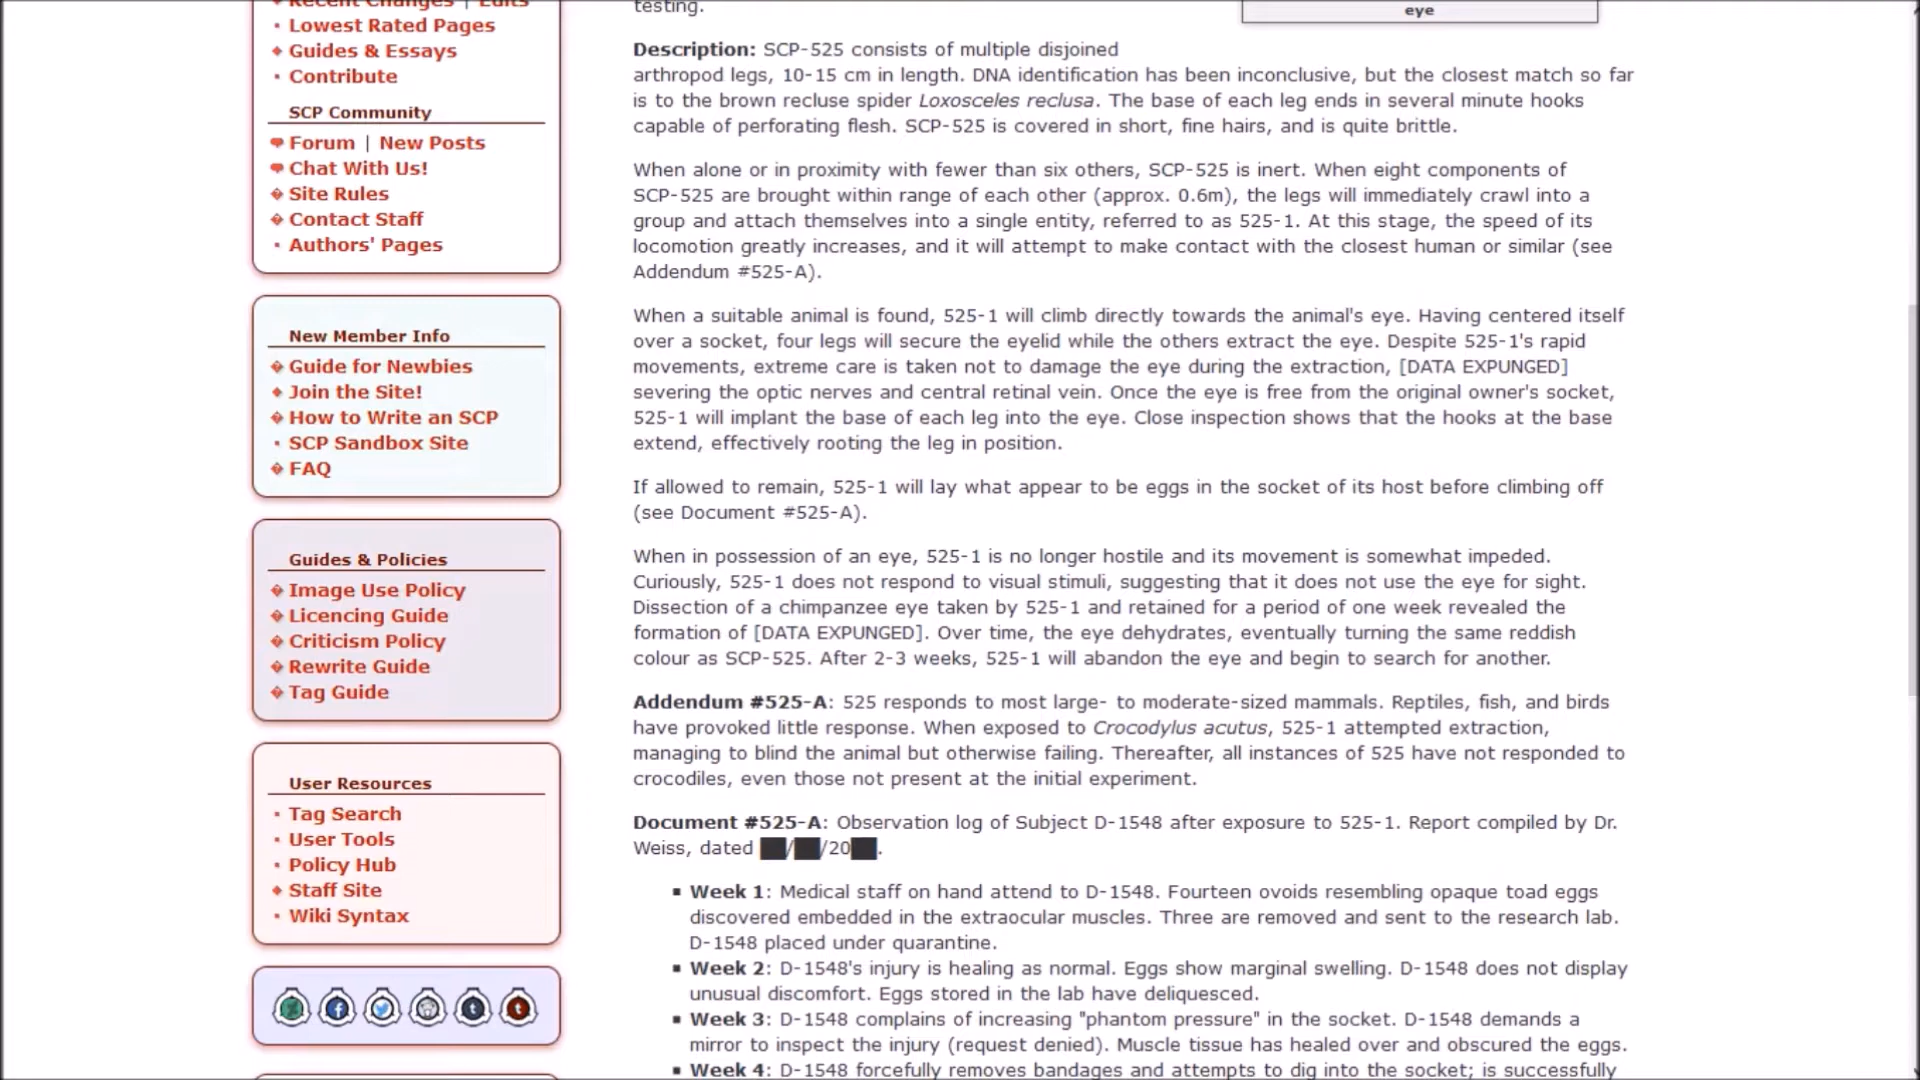 Recent Changes | Edits
Lowest Rated Pages
Guides & Essays
Contribute
SCP Community
Forum | New Posts
Chat With Us!
Site Rules
Contact Staff
Authors' Pages
New Member Info
Guide for Newbies
Join the Site!
How to Write an SCP
SCP Sandbox Site
FAQ
Guides & Policies
Image Use Policy
Licencing Guide
Criticism Policy
Rewrite Guide
Tag Guide
User Resources
Tag Search
User Tools
Policy Hub
Staff Site
Wiki Syntax
testing.
eye
Description: SCP-525 consists of multiple disjoined
arthropod legs, 10-15 cm in length. DNA identification has been inconclusive, but the closest match so far
is to the brown recluse spider Loxosceles reclusa. The base of each leg ends in several minute hooks
capable of perforating flesh. SCP-525 is covered in short, fine hairs, and is quite brittle.
When alone or in proximity with fewer than six others, SCP-525 is inert. When eight components of
SCP-525 are brought within range of each other (approx. 0.6m), the legs will immediately crawl into a
group and attach themselves into a single entity, referred to as 525-1. At this stage, the speed of its
locomotion greatly increases, and it will attempt to make contact with the closest human or similar (see
Addendum #525-A).
When a suitable animal is found, 525-1 will climb directly towards the animal's eye. Having centered itself
over a socket, four legs will secure the eyelid while the others extract the eye. Despite 525-1's rapid
movements, extreme care is taken not to damage the eye during the extraction, [DATA EXPUNGED]
severing the optic nerves and central retinal vein. Once the eye is free from the original owner's socket,
525-1 will implant the base of each leg into the eye. Close inspection shows that the hooks at the base
extend, effectively rooting the leg in position.
If allowed to remain, 525-1 will lay what appear to be eggs in the socket of its host before climbing off
(see Document #525-A).
When in possession of an eye, 525-1 is no longer hostile and its movement is somewhat impeded.
Curiously, 525-1 does not respond to visual stimuli, suggesting that it does not use the eye for sight.
Dissection of a chimpanzee eye taken by 525-1 and retained for a period of one week revealed the
formation of [DATA EXPUNGED]. Over time, the eye dehydrates, eventually turning the same reddish
colour as SCP-525. After 2-3 weeks, 525-1 will abandon the eye and begin to search for another.
Addendum #525-A: 525 responds to most large- to moderate-sized mammals. Reptiles, fish, and birds
have provoked little response. When exposed to Crocodylus acutus, 525-1 attempted extraction,
managing to blind the animal but otherwise failing. Thereafter, all instances of 525 have not responded to
crocodiles, even those not present at the initial experiment.
Document #525-A: Observation log of Subject D-1548 after exposure to 525-1. Report compiled by Dr.
Weiss, dated ██/██/20██.
Week 1: Medical staff on hand attend to D-1548. Fourteen ovoids resembling opaque toad eggs
discovered embedded in the extraocular muscles. Three are removed and sent to the research lab.
D-1548 placed under quarantine.
Week 2: D-1548's injury is healing as normal. Eggs show marginal swelling. D-1548 does not display
unusual discomfort. Eggs stored in the lab have deliquesced.
Week 3: D-1548 complains of increasing "phantom pressure" in the socket. D-1548 demands a
mirror to inspect the injury (request denied). Muscle tissue has healed over and obscured the eggs.
Week 4: D-1548 forcefully removes bandages and attempts to dig into the socket; is successfully